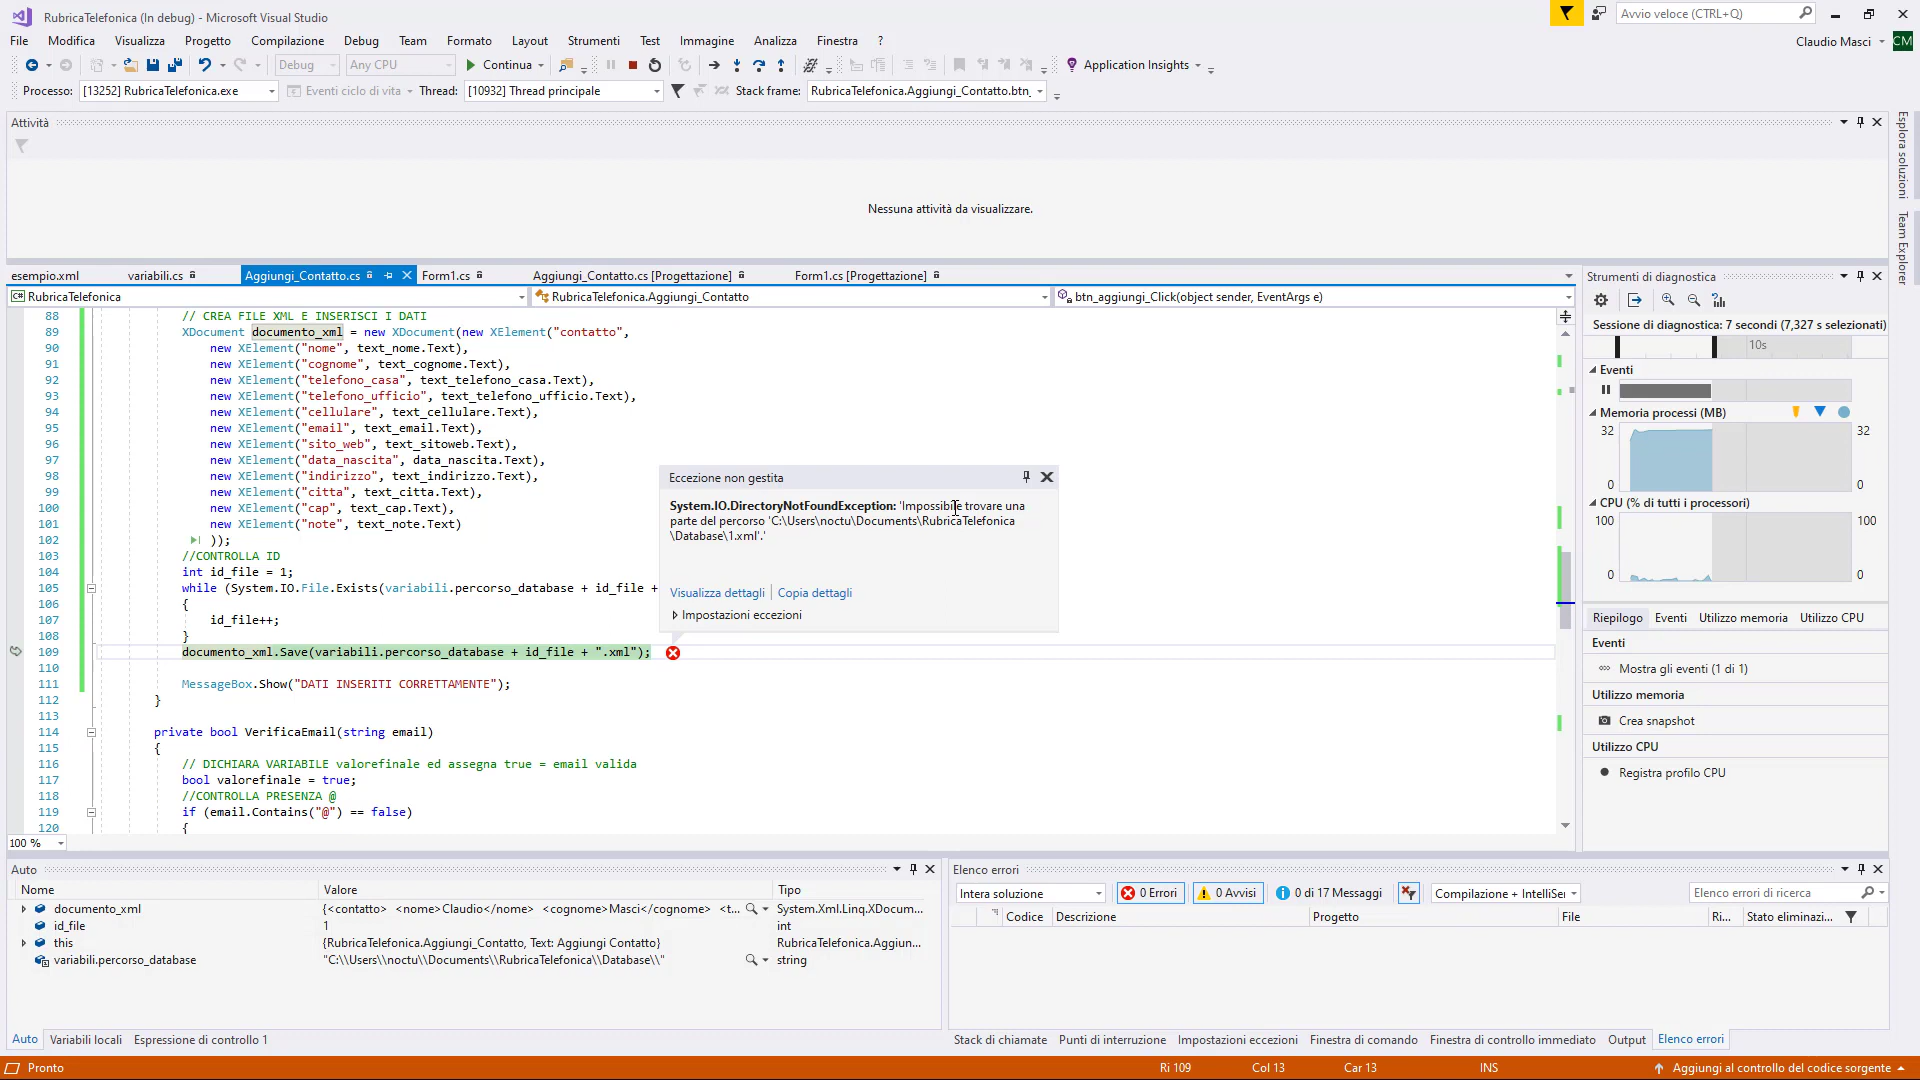 RubricaTelefonica (In debug) - Microsoft Visual Studio
Avvio veloce (CTRL+Q)
File Modifica Visualizza Progetto Compilazione Debug Team Formato Layout Strumenti Test Immagine Analizza Finestra ?
Claudio Masci CM
Debug Any CPU Continua Application Insights
Processo: [13252] RubricaTelefonica.exe Eventi ciclo di vita Thread: [10932] Thread principale Stack frame: RubricaTelefonica.Aggiungi_Contatto.btn_
Attività
Nessuna attività da visualizzare.
Esplora soluzioni
Team Explorer
esempio.xml variabili.cs Aggiungi_Contatto.cs Form1.cs Aggiungi_Contatto.cs [Progettazione] Form1.cs [Progettazione]
RubricaTelefonica RubricaTelefonica.Aggiungi_Contatto btn_aggiungi_Click(object sender, EventArgs e)
88 // CREA FILE XML E INSERISCI I DATI
89 XDocument documento_xml = new XDocument(new XElement("contatto",
90 new XElement("nome", text_nome.Text),
91 new XElement("cognome", text_cognome.Text),
92 new XElement("telefono_casa", text_telefono_casa.Text),
93 new XElement("telefono_ufficio", text_telefono_ufficio.Text),
94 new XElement("cellulare", text_cellulare.Text),
95 new XElement("email", text_email.Text),
96 new XElement("sito_web", text_sitoweb.Text),
97 new XElement("data_nascita", data_nascita.Text),
98 new XElement("indirizzo", text_indirizzo.Text),
99 new XElement("citta", text_citta.Text),
100 new XElement("cap", text_cap.Text),
101 new XElement("note", text_note.Text)
102 ));
103 //CONTROLLA ID
104 int id_file = 1;
105 while (System.IO.File.Exists(variabili.percorso_database + id_file +
106 {
107 id_file++;
108 }
109 documento_xml.Save(variabili.percorso_database + id_file + ".xml");
110
111 MessageBox.Show("DATI INSERITI CORRETTAMENTE");
112 }
113
114 private bool VerificaEmail(string email)
115 {
116 // DICHIARA VARIABILE valorefinale ed assegna true = email valida
117 bool valorefinale = true;
118 //CONTROLLA PRESENZA @
119 if (email.Contains("@") == false)
120 {
100 %
Eccezione non gestita
System.IO.DirectoryNotFoundException: 'Impossibile trovare una
parte del percorso 'C:\Users\noctu\Documents\RubricaTelefonica
\Database\1.xml'.'
Visualizza dettagli Copia dettagli
Impostazioni eccezioni
Strumenti di diagnostica
Sessione di diagnostica: 7 secondi (7,327 s selezionati)
10s
Eventi
Memoria processi (MB)
32 32
0 0
CPU (% di tutti i processori)
100 100
0 0
Riepilogo Eventi Utilizzo memoria Utilizzo CPU
Eventi
Mostra gli eventi (1 di 1)
Utilizzo memoria
Crea snapshot
Utilizzo CPU
Registra profilo CPU
Auto
Nome Valore Tipo
documento_xml {<contatto> <nome>Claudio</nome> <cognome>Masci</cognome> <t... System.Xml.Linq.XDocum...
id_file 1 int
this {RubricaTelefonica.Aggiungi_Contatto, Text: Aggiungi Contatto} RubricaTelefonica.Aggiun...
variabili.percorso_database "C:\\Users\\noctu\\Documents\\RubricaTelefonica\\Database\\" string
Auto Variabili locali Espressione di controllo 1
Elenco errori
Intera soluzione 0 Errori 0 Avvisi 0 di 17 Messaggi Compilazione + IntelliSer Elenco errori di ricerca
Codice Descrizione Progetto File Ri... Stato eliminazi...
Stack di chiamate Punti di interruzione Impostazioni eccezioni Finestra di comando Finestra di controllo immediato Output Elenco errori
Pronto Ri 109 Col 13 Car 13 INS Aggiungi al controllo del codice sorgente